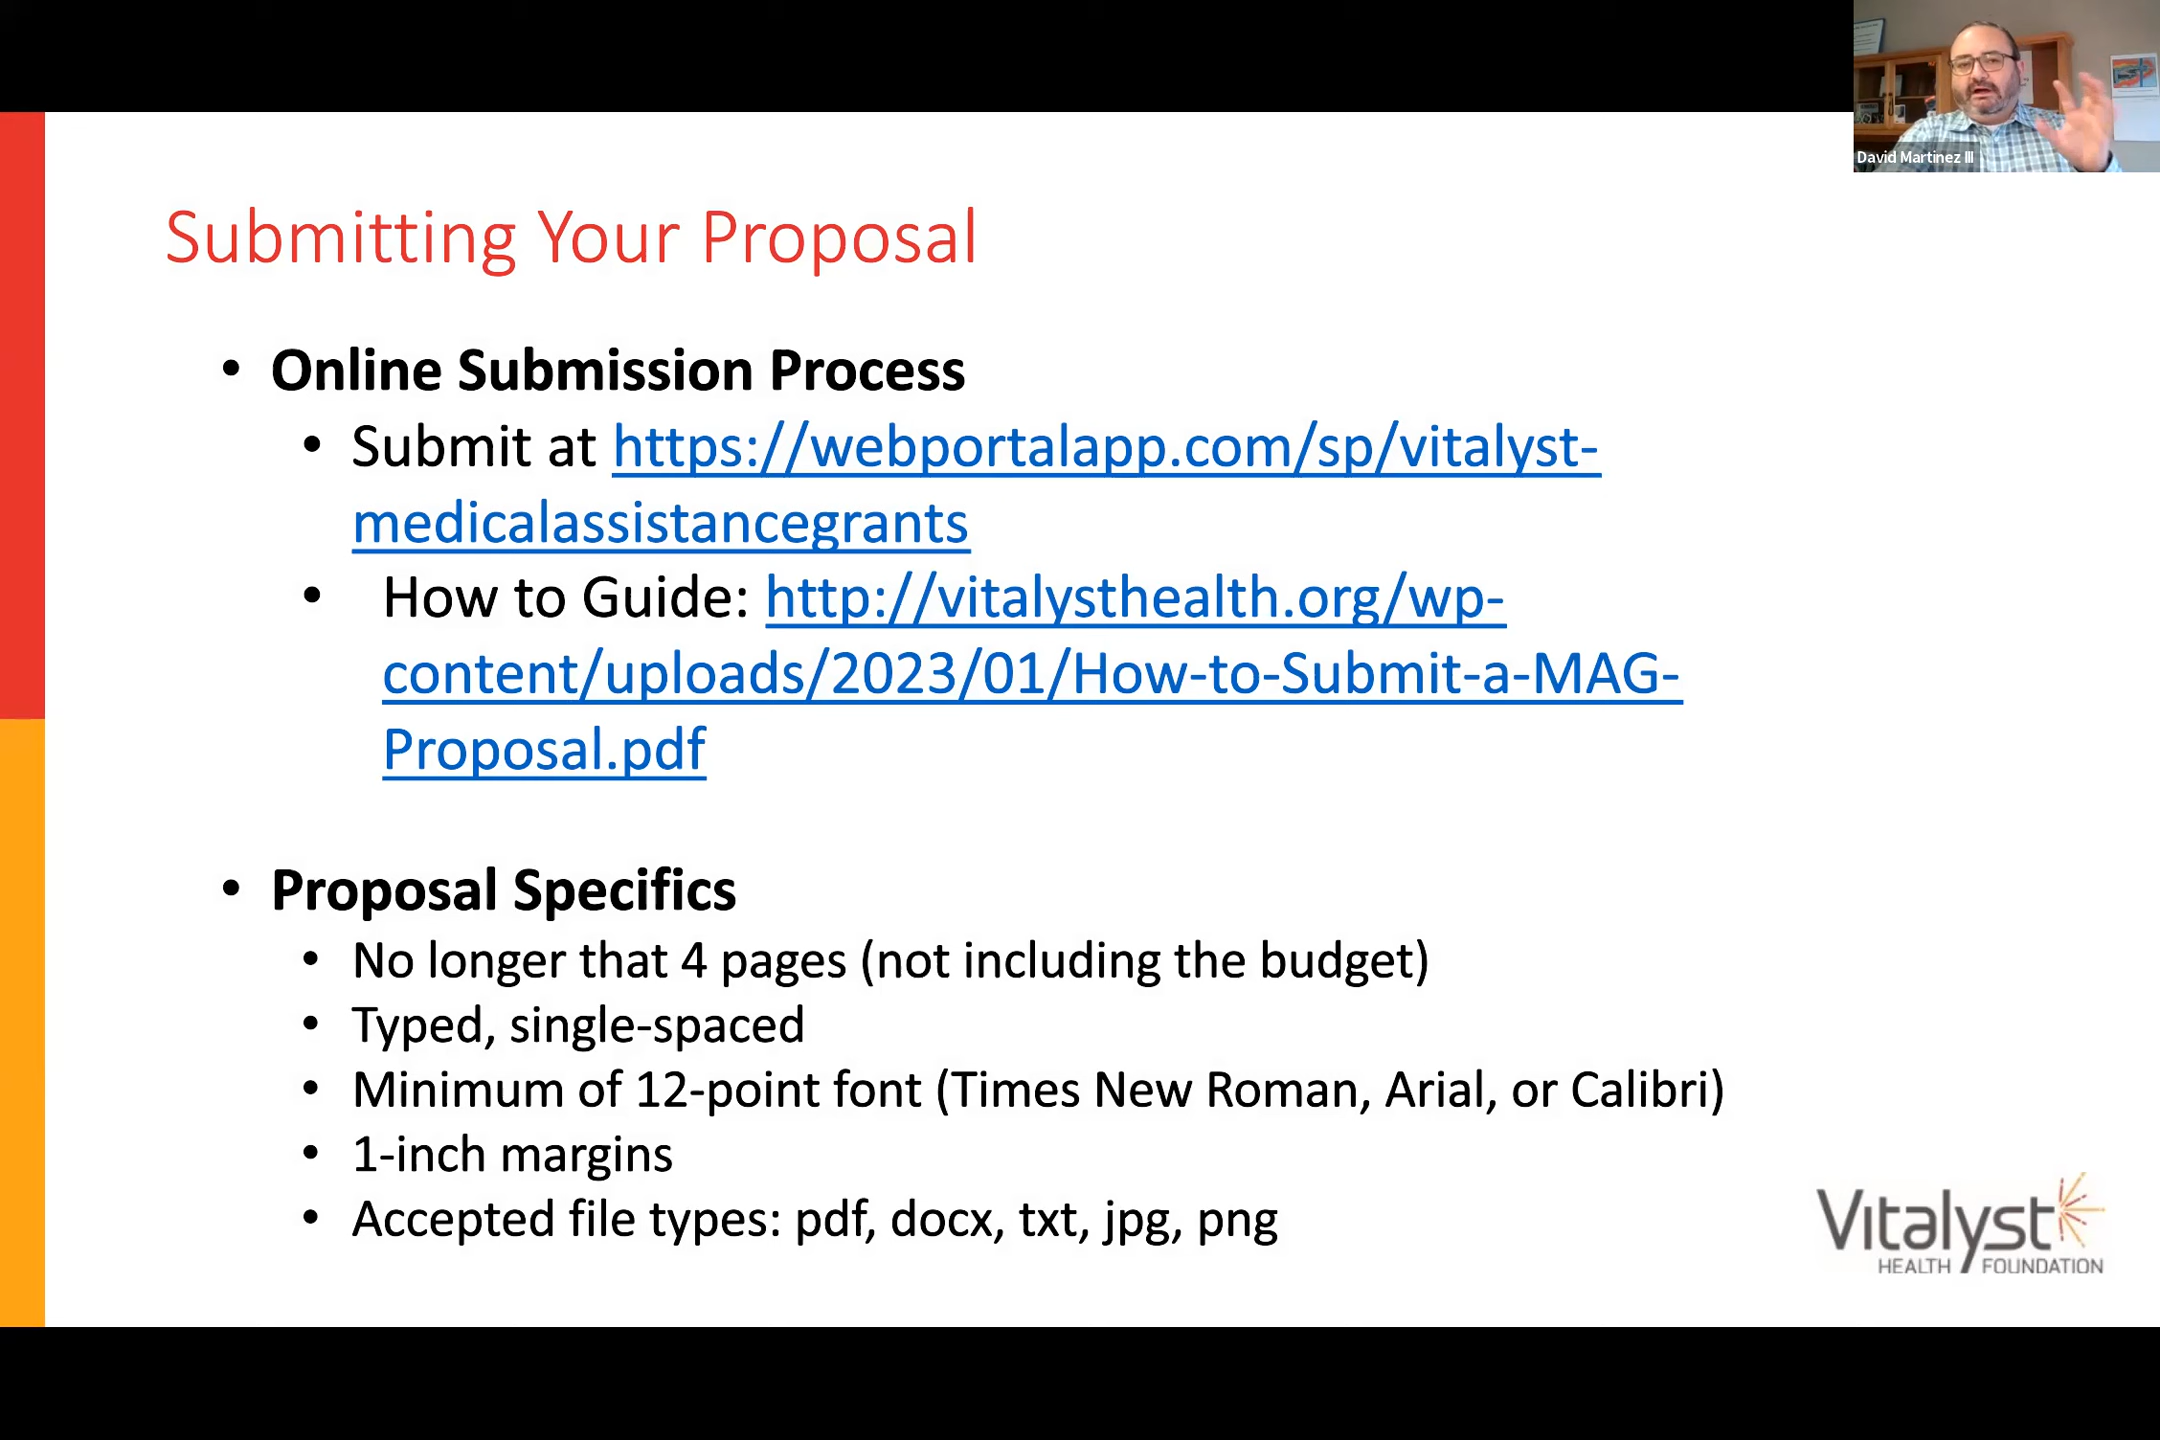 David Martinez III
Submitting Your Proposal
• Online Submission Process
• Submit at https://webportalapp.com/sp/vitalyst-
medicalassistancegrants
• How to Guide: http://vitalysthealth.org/wp-
content/uploads/2023/01/How-to-Submit-a-MAG-
Proposal.pdf
• Proposal Specifics
• No longer that 4 pages (not including the budget)
• Typed, single-spaced
• Minimum of 12-point font (Times New Roman, Arial, or Calibri)
• 1-inch margins
• Accepted file types: pdf, docx, txt, jpg, png
Vitalyst
HEALTH FOUNDATION